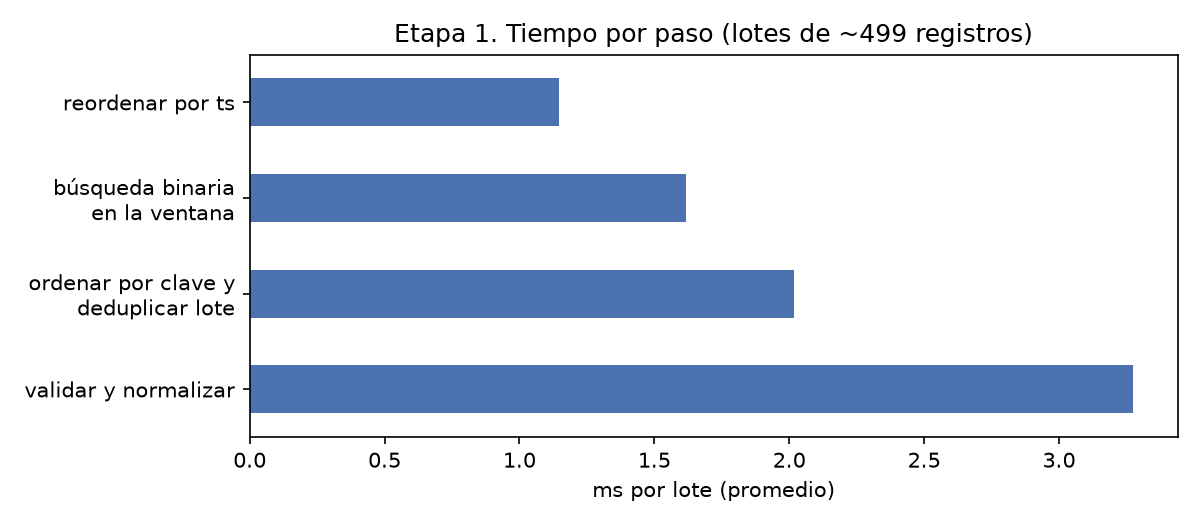 Etapa 1. Tiempo por paso (lotes de ~499 registros)
reordenar por ts
búsqueda binaria
en la ventana
ordenar por clave y
deduplicar lote
validar y normalizar
0.0 0.5 1.0 1.5 2.0 2.5 3.0
ms por lote (promedio)